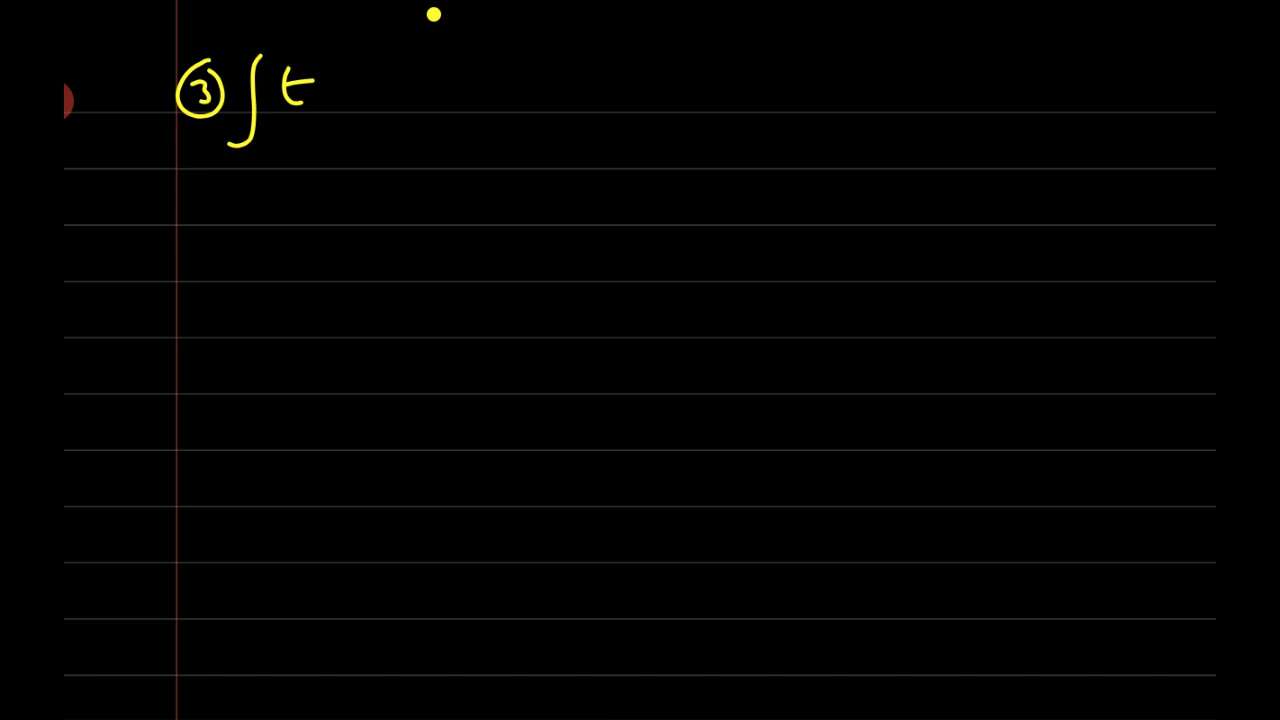 ③ ∫ t